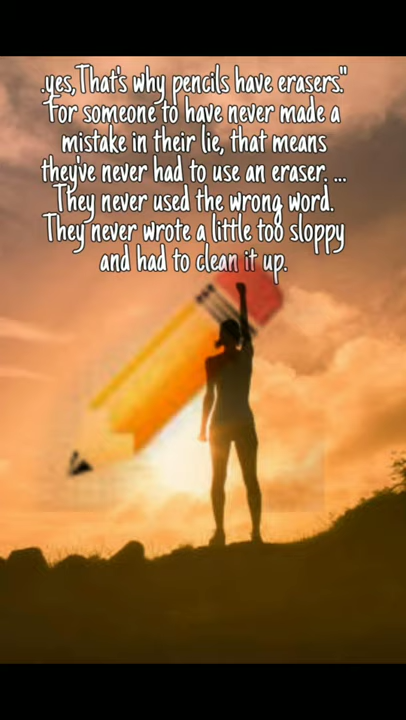 .yes,That's why pencils have erasers."
For someone to have never made a
mistake in their lie, that means
they've never had to use an eraser. ...
They never used the wrong word.
They never wrote a little too sloppy
and had to clean it up.